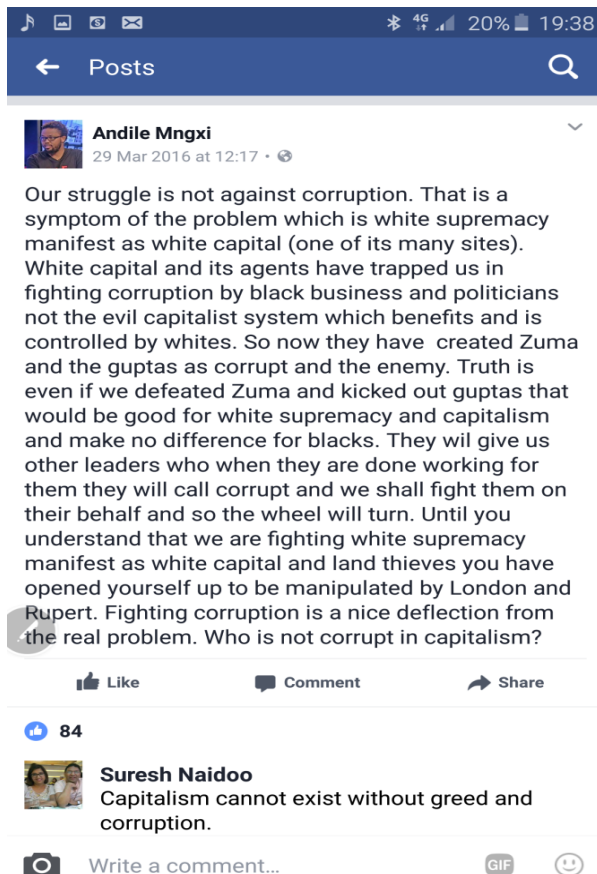 4G 20% 19:38
Posts
Andile Mngxi
29 Mar 2016 at 12:17 •
Our struggle is not against corruption. That is a
symptom of the problem which is white supremacy
manifest as white capital (one of its many sites).
White capital and its agents have trapped us in
fighting corruption by black business and politicians
not the evil capitalist system which benefits and is
controlled by whites. So now they have  created Zuma
and the guptas as corrupt and the enemy. Truth is
even if we defeated Zuma and kicked out guptas that
would be good for white supremacy and capitalism
and make no difference for blacks. They wil give us
other leaders who when they are done working for
them they will call corrupt and we shall fight them on
their behalf and so the wheel will turn. Until you
understand that we are fighting white supremacy
manifest as white capital and land thieves you have
opened yourself up to be manipulated by London and
Rupert. Fighting corruption is a nice deflection from
the real problem. Who is not corrupt in capitalism?
Like Comment Share
84
Suresh Naidoo
Capitalism cannot exist without greed and
corruption.
Write a comment... GIF